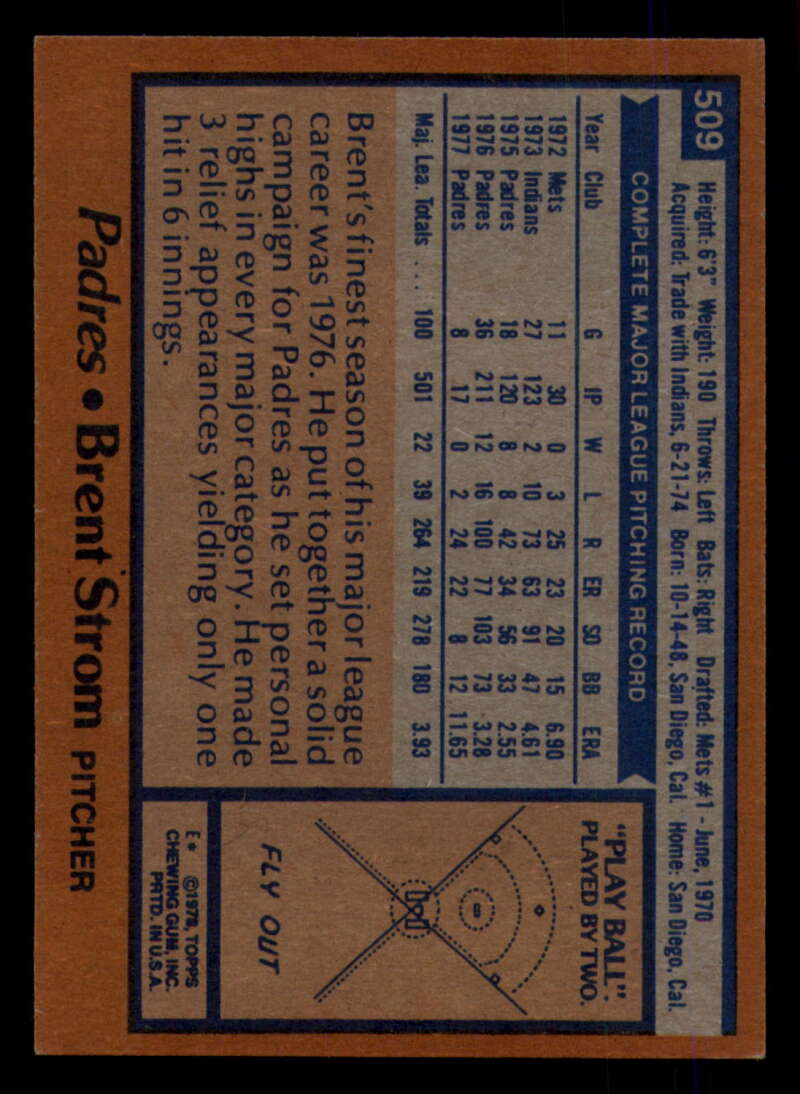 509
Height: 6'3" Weight: 190 Throws: Left Bats: Right Drafted: Mets #1 - June, 1970
Acquired: Trade with Indians, 6-21-74 Born: 10-14-48, San Diego, Cal. Home: San Diego, Cal.
COMPLETE MAJOR LEAGUE PITCHING RECORD
Year Club G IP W L R ER SO BB ERA
1972 Mets 11 30 0 3 25 23 20 15 6.90
1973 Indians 27 123 2 10 73 63 91 47 4.61
1975 Padres 18 120 8 8 42 34 56 33 2.55
1976 Padres 36 211 12 16 100 77 103 73 3.28
1977 Padres 8 17 0 2 24 22 8 12 11.65
Maj. Lea. Totals . . . 100 501 22 39 264 219 278 180 3.93
Brent's finest season of his major league
career was 1976. He put together a solid
campaign for Padres as he set personal
highs in every major category. He made
3 relief appearances yielding only one
hit in 6 innings.
"PLAY BALL":
PLAYED BY TWO.
FLY OUT
E* ©1978, TOPPS
CHEWING GUM, INC.
PRTD. IN U.S.A.
Padres • Brent Strom PITCHER